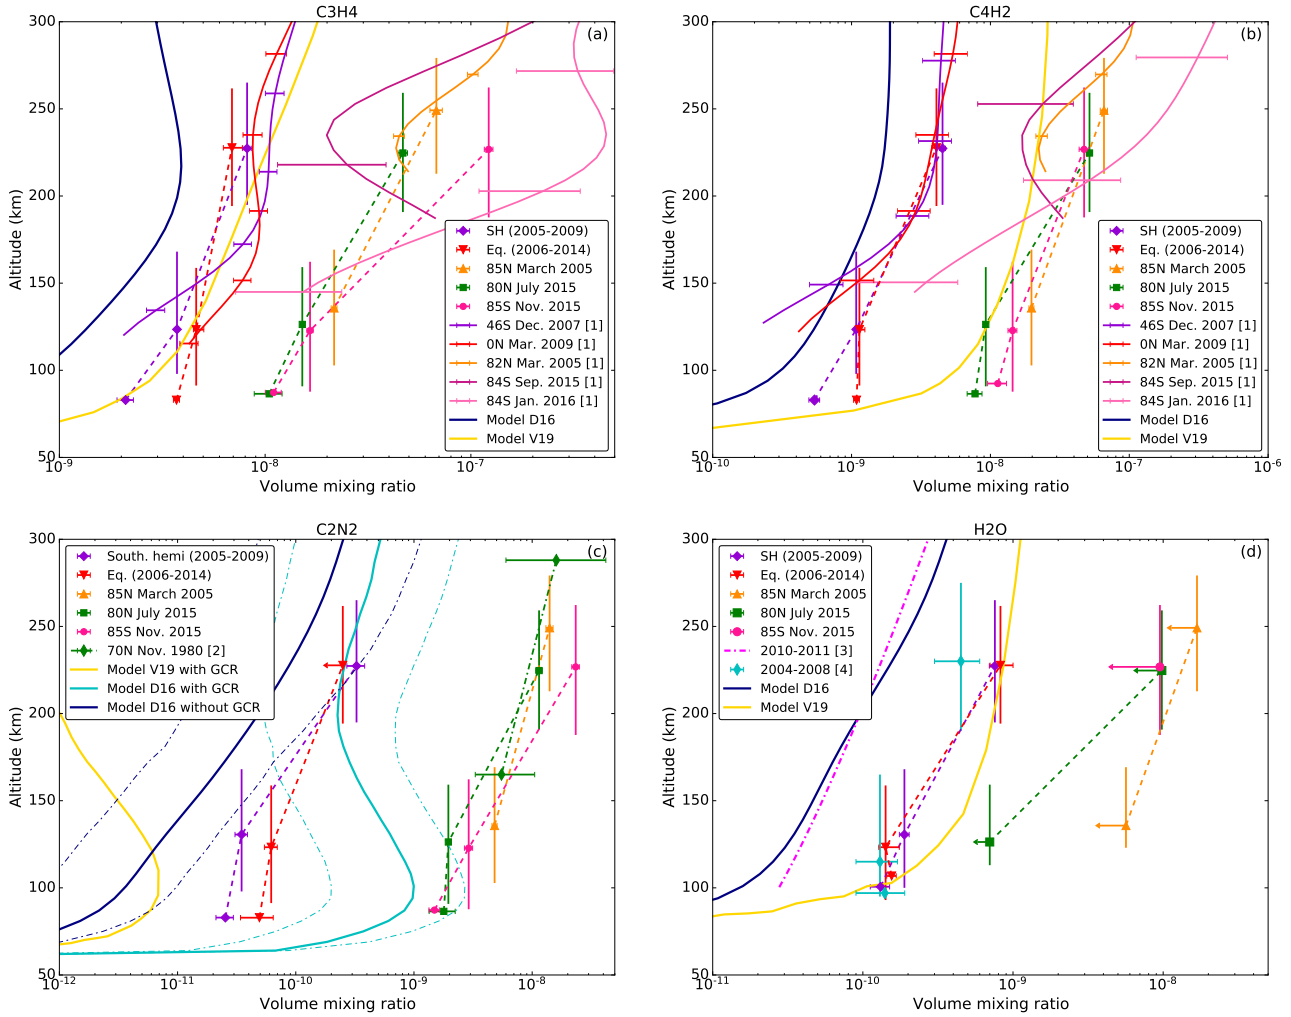 C3H4
(a)
300
250
200
150
100
50
Altitude (km)
SH (2005-2009)
Eq. (2006-2014)
85N March 2005
80N July 2015
85S Nov. 2015
46S Dec. 2007 [1]
0N Mar. 2009 [1]
82N Mar. 2005 [1]
84S Sep. 2015 [1]
84S Jan. 2016 [1]
Model D16
Model V19
10-9 10-8 10-7
Volume mixing ratio
C4H2
(b)
300
250
200
150
100
50
Altitude (km)
SH (2005-2009)
Eq. (2006-2014)
85N March 2005
80N July 2015
85S Nov. 2015
46S Dec. 2007 [1]
0N Mar. 2009 [1]
82N Mar. 2005 [1]
84S Sep. 2015 [1]
84S Jan. 2016 [1]
Model D16
Model V19
10-10 10-9 10-8 10-7 10-6
Volume mixing ratio
C2N2
(c)
300
250
200
150
100
50
Altitude (km)
South. hemi (2005-2009)
Eq. (2006-2014)
85N March 2005
80N July 2015
85S Nov. 2015
70N Nov. 1980 [2]
Model V19 with GCR
Model D16 with GCR
Model D16 without GCR
10-12 10-11 10-10 10-9 10-8
Volume mixing ratio
H2O
(d)
300
250
200
150
100
50
Altitude (km)
SH (2005-2009)
Eq. (2006-2014)
85N March 2005
80N July 2015
85S Nov. 2015
2010-2011 [3]
2004-2008 [4]
Model D16
Model V19
10-11 10-10 10-9 10-8
Volume mixing ratio